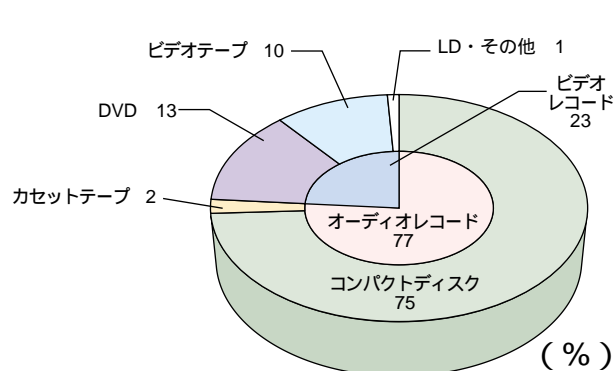 ビデオテープ 10
LD・その他 1
ビデオ
レコード
23
DVD 13
カセットテープ 2
オーディオレコード
77
コンパクトディスク
75
(%)